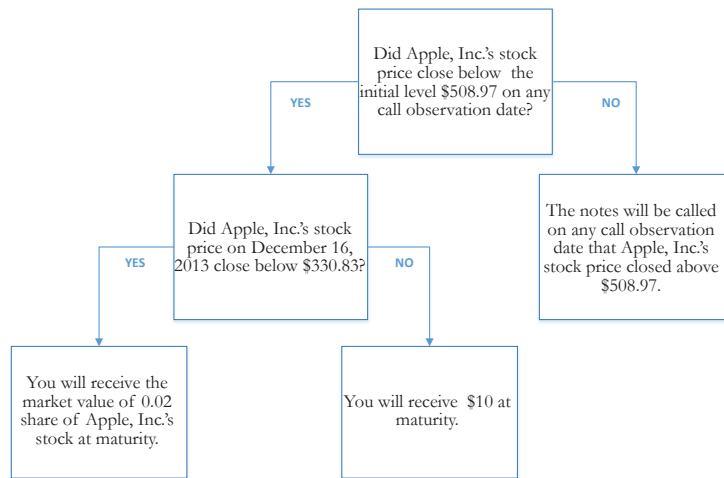 Did Apple, Inc.'s stock
price close below the
initial level $508.97 on any
call observation date?
YES
NO
Did Apple, Inc.'s stock
price on December 16,
2013 close below $330.83?
The notes will be called
on any call observation
date that Apple, Inc.'s
stock price closed above
$508.97.
YES
NO
You will receive the
market value of 0.02
share of Apple, Inc.'s
stock at maturity.
You will receive $10 at
maturity.